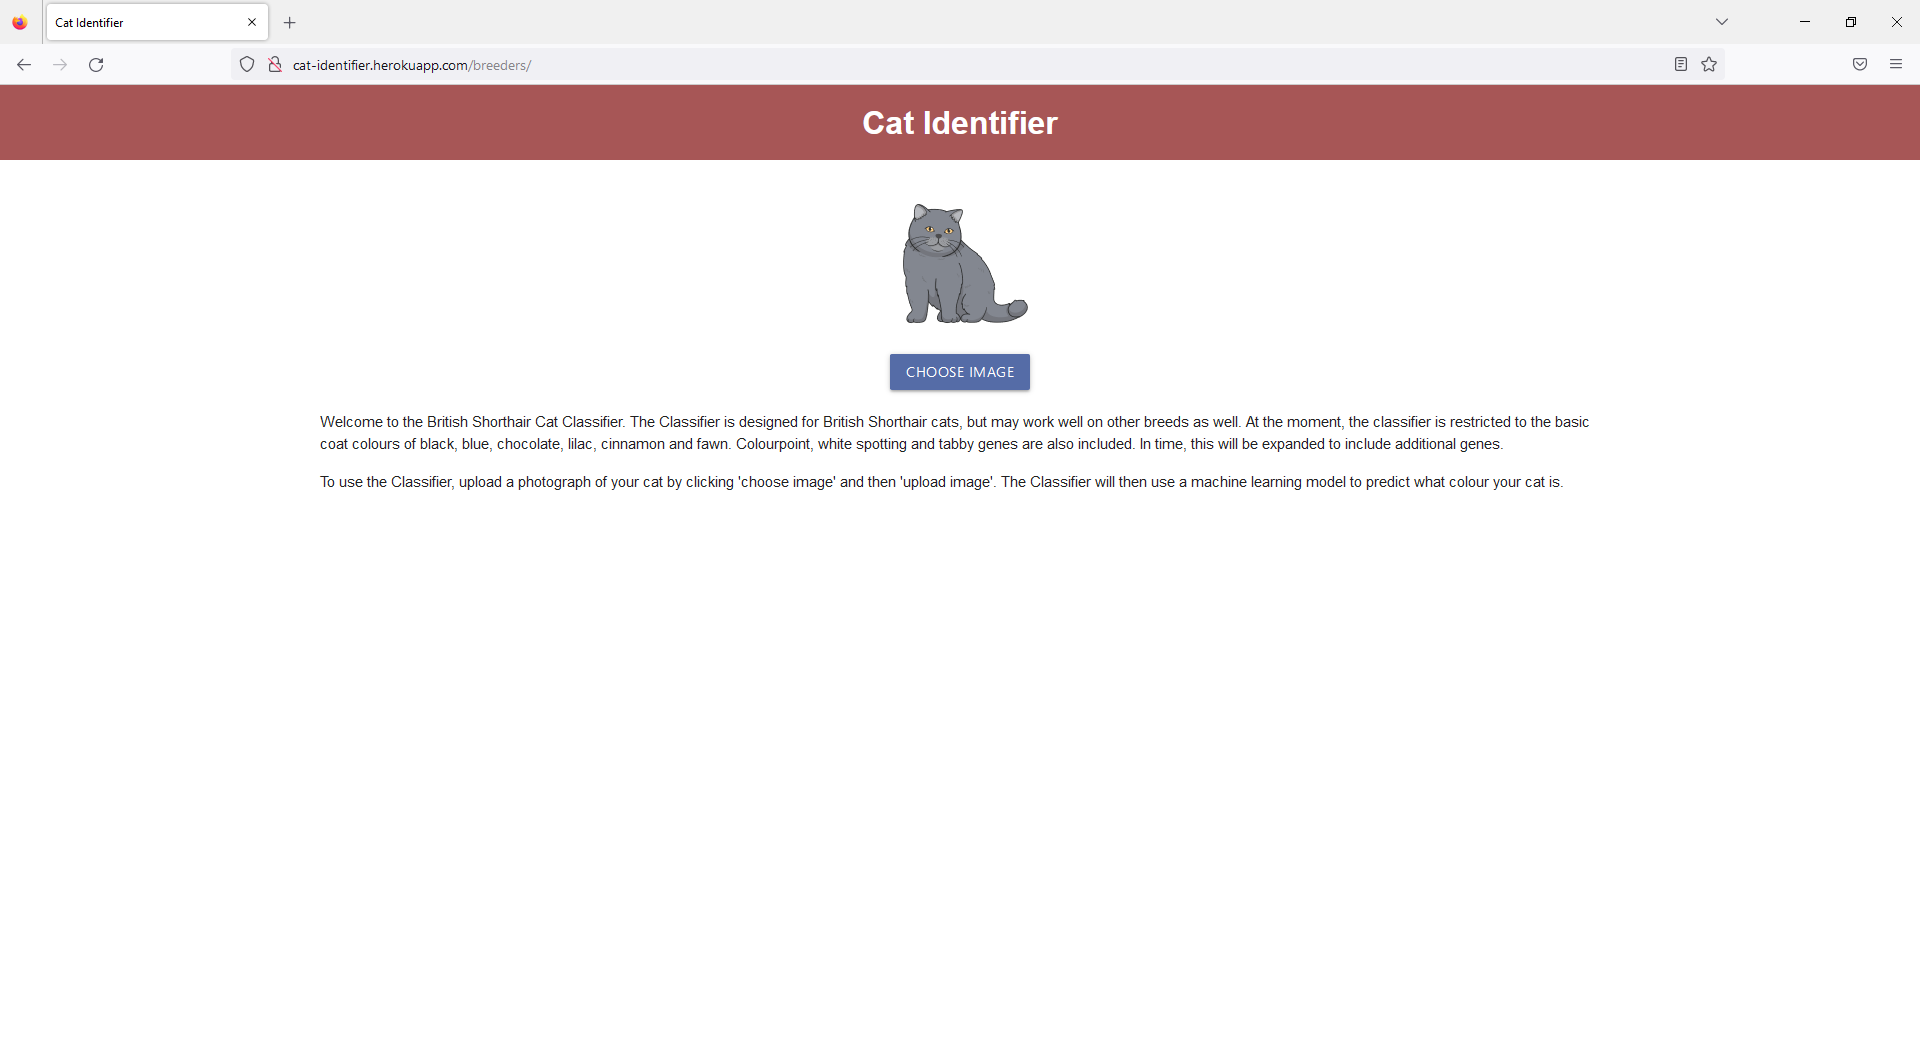 Cat Identifier
cat-identifier.herokuapp.com/breeders/
Cat Identifier
CHOOSE IMAGE
Welcome to the British Shorthair Cat Classifier. The Classifier is designed for British Shorthair cats, but may work well on other breeds as well. At the moment, the classifier is restricted to the basic
coat colours of black, blue, chocolate, lilac, cinnamon and fawn. Colourpoint, white spotting and tabby genes are also included. In time, this will be expanded to include additional genes.
To use the Classifier, upload a photograph of your cat by clicking 'choose image' and then 'upload image'. The Classifier will then use a machine learning model to predict what colour your cat is.